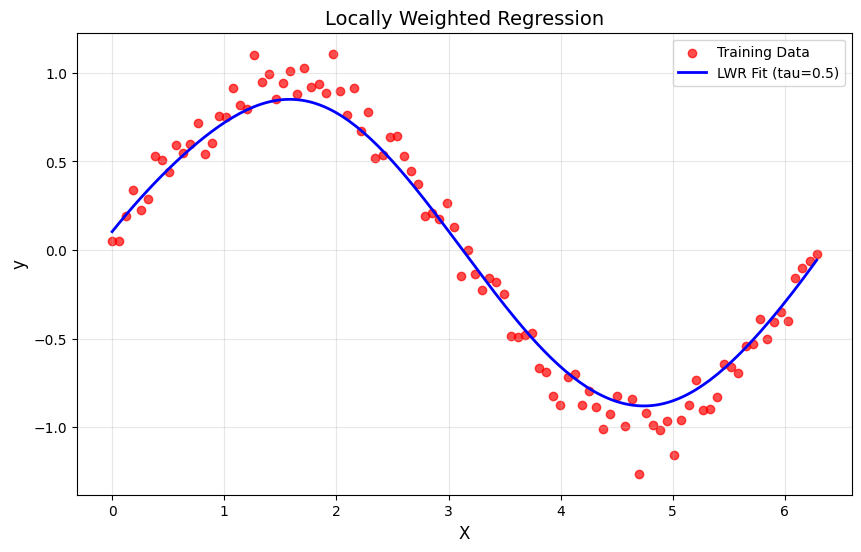 Locally Weighted Regression
Training Data
LWR Fit (tau=0.5)
1.0
0.5
0.0
−0.5
−1.0
y
0 1 2 3 4 5 6
X